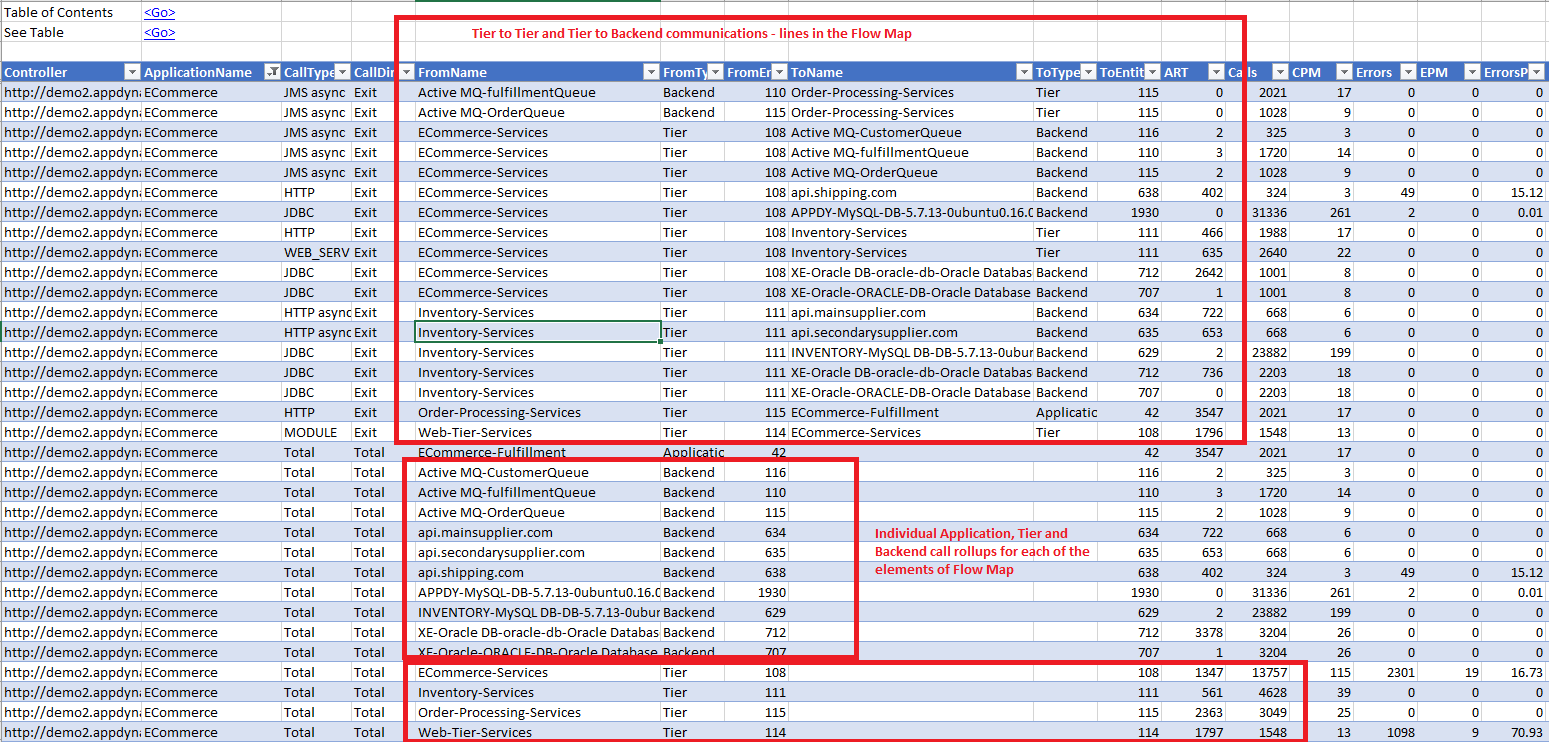 Table of Contents <Go>
See Table <Go>
Tier to Tier and Tier to Backend communications - lines in the Flow Map
Controller ApplicationName CallType CallDir FromName FromTy FromEn ToName ToType ToEntit ART Calls CPM Errors EPM ErrorsP
http://demo2.appdyna ECommerce JMS async Exit Active MQ-fulfillmentQueue Backend 110 Order-Processing-Services Tier 115 0 2021 17 0 0 0
http://demo2.appdyna ECommerce JMS async Exit Active MQ-OrderQueue Backend 115 Order-Processing-Services Tier 115 0 1028 9 0 0 0
http://demo2.appdyna ECommerce JMS async Exit ECommerce-Services Tier 108 Active MQ-CustomerQueue Backend 116 2 325 3 0 0 0
http://demo2.appdyna ECommerce JMS async Exit ECommerce-Services Tier 108 Active MQ-fulfillmentQueue Backend 110 3 1720 14 0 0 0
http://demo2.appdyna ECommerce JMS async Exit ECommerce-Services Tier 108 Active MQ-OrderQueue Backend 115 2 1028 9 0 0 0
http://demo2.appdyna ECommerce HTTP Exit ECommerce-Services Tier 108 api.shipping.com Backend 638 402 324 3 49 0 15.12
http://demo2.appdyna ECommerce JDBC Exit ECommerce-Services Tier 108 APPDY-MySQL-DB-5.7.13-0ubuntu0.16.0 Backend 1930 0 31336 261 2 0 0.01
http://demo2.appdyna ECommerce HTTP Exit ECommerce-Services Tier 108 Inventory-Services Tier 111 466 1988 17 0 0 0
http://demo2.appdyna ECommerce WEB_SERV Exit ECommerce-Services Tier 108 Inventory-Services Tier 111 635 2640 22 0 0 0
http://demo2.appdyna ECommerce JDBC Exit ECommerce-Services Tier 108 XE-Oracle DB-oracle-db-Oracle Databas Backend 712 2642 1001 8 0 0 0
http://demo2.appdyna ECommerce JDBC Exit ECommerce-Services Tier 108 XE-Oracle-ORACLE-DB-Oracle Database Backend 707 1 1001 8 0 0 0
http://demo2.appdyna ECommerce HTTP async Exit Inventory-Services Tier 111 api.mainsupplier.com Backend 634 722 668 6 0 0 0
http://demo2.appdyna ECommerce HTTP async Exit Inventory-Services Tier 111 api.secondarysupplier.com Backend 635 653 668 6 0 0 0
http://demo2.appdyna ECommerce JDBC Exit Inventory-Services Tier 111 INVENTORY-MySQL DB-DB-5.7.13-0ubur Backend 629 2 23882 199 0 0 0
http://demo2.appdyna ECommerce JDBC Exit Inventory-Services Tier 111 XE-Oracle DB-oracle-db-Oracle Databas Backend 712 736 2203 18 0 0 0
http://demo2.appdyna ECommerce JDBC Exit Inventory-Services Tier 111 XE-Oracle-ORACLE-DB-Oracle Database Backend 707 0 2203 18 0 0 0
http://demo2.appdyna ECommerce HTTP Exit Order-Processing-Services Tier 115 ECommerce-Fulfillment Applicatic 42 3547 2021 17 0 0 0
http://demo2.appdyna ECommerce MODULE Exit Web-Tier-Services Tier 114 ECommerce-Services Tier 108 1796 1548 13 0 0 0
http://demo2.appdyna ECommerce Total Total ECommerce-Fulfillment Applicatic 42 42 3547 2021 17 0 0 0
http://demo2.appdyna ECommerce Total Total Active MQ-CustomerQueue Backend 116 116 2 325 3 0 0 0
http://demo2.appdyna ECommerce Total Total Active MQ-fulfillmentQueue Backend 110 110 3 1720 14 0 0 0
http://demo2.appdyna ECommerce Total Total Active MQ-OrderQueue Backend 115 115 2 1028 9 0 0 0
http://demo2.appdyna ECommerce Total Total api.mainsupplier.com Backend 634 634 722 668 6 0 0 0
http://demo2.appdyna ECommerce Total Total api.secondarysupplier.com Backend 635 635 653 668 6 0 0 0
http://demo2.appdyna ECommerce Total Total api.shipping.com Backend 638 638 402 324 3 49 0 15.12
http://demo2.appdyna ECommerce Total Total APPDY-MySQL-DB-5.7.13-0ubuntu0.16.0 Backend 1930 1930 0 31336 261 2 0 0.01
http://demo2.appdyna ECommerce Total Total INVENTORY-MySQL DB-DB-5.7.13-0ubur Backend 629 629 2 23882 199 0 0 0
http://demo2.appdyna ECommerce Total Total XE-Oracle DB-oracle-db-Oracle Databas Backend 712 712 3378 3204 26 0 0 0
http://demo2.appdyna ECommerce Total Total XE-Oracle-ORACLE-DB-Oracle Database Backend 707 707 1 3204 26 0 0 0
Individual Application, Tier and
Backend call rollups for each of the
elements of Flow Map
http://demo2.appdyna ECommerce Total Total ECommerce-Services Tier 108 108 1347 13757 115 2301 19 16.73
http://demo2.appdyna ECommerce Total Total Inventory-Services Tier 111 111 561 4628 39 0 0 0
http://demo2.appdyna ECommerce Total Total Order-Processing-Services Tier 115 115 2363 3049 25 0 0 0
http://demo2.appdyna ECommerce Total Total Web-Tier-Services Tier 114 114 1797 1548 13 1098 9 70.93